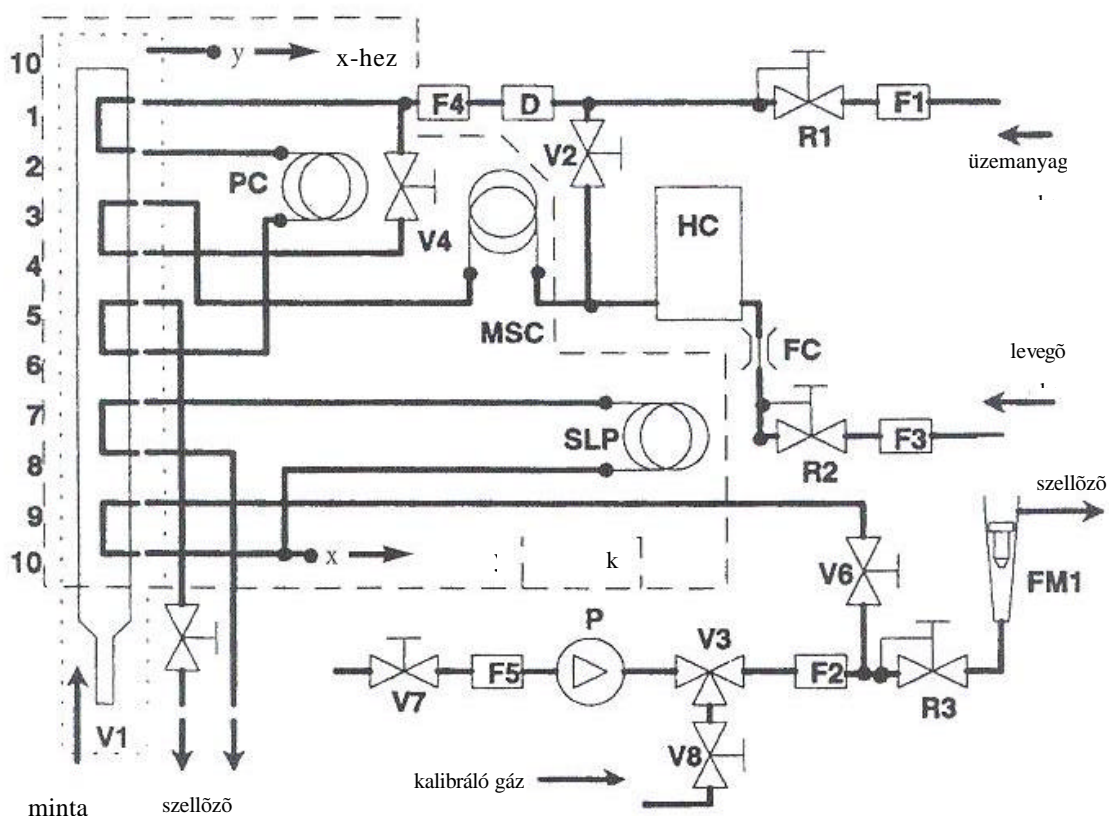 10
y
x-hez
1
2
3
4
5
6
7
8
9
10
F4
D
R1
F1
üzemanyag
PC
V4
V2
MSC
HC
FC
levegõ
SLP
R2
F3
szellõzõ
x
k
V6
FM1
P
V3
V7
F5
F2
R3
V8
V1
kalibráló gáz
minta
szellõzõ